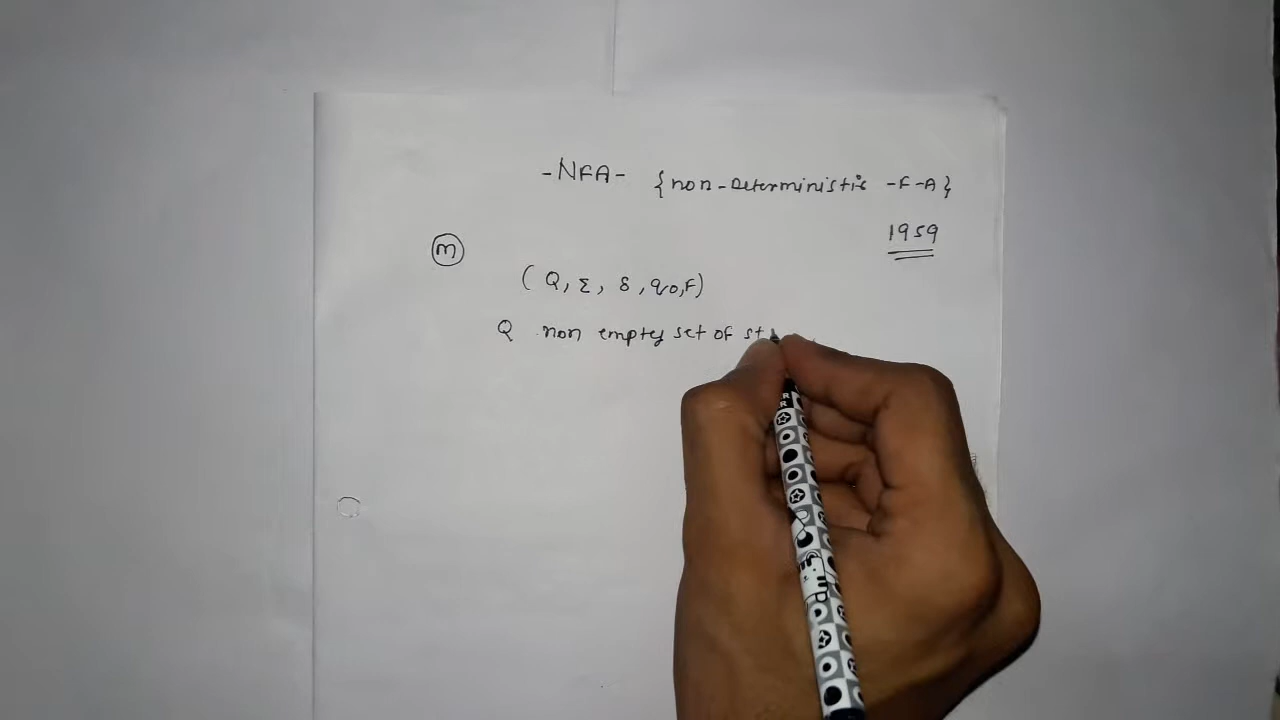 -NFA- {non-Deterministic -F-A}
1959
m
(Q, Σ, δ, q0, F)
Q non empty set of st